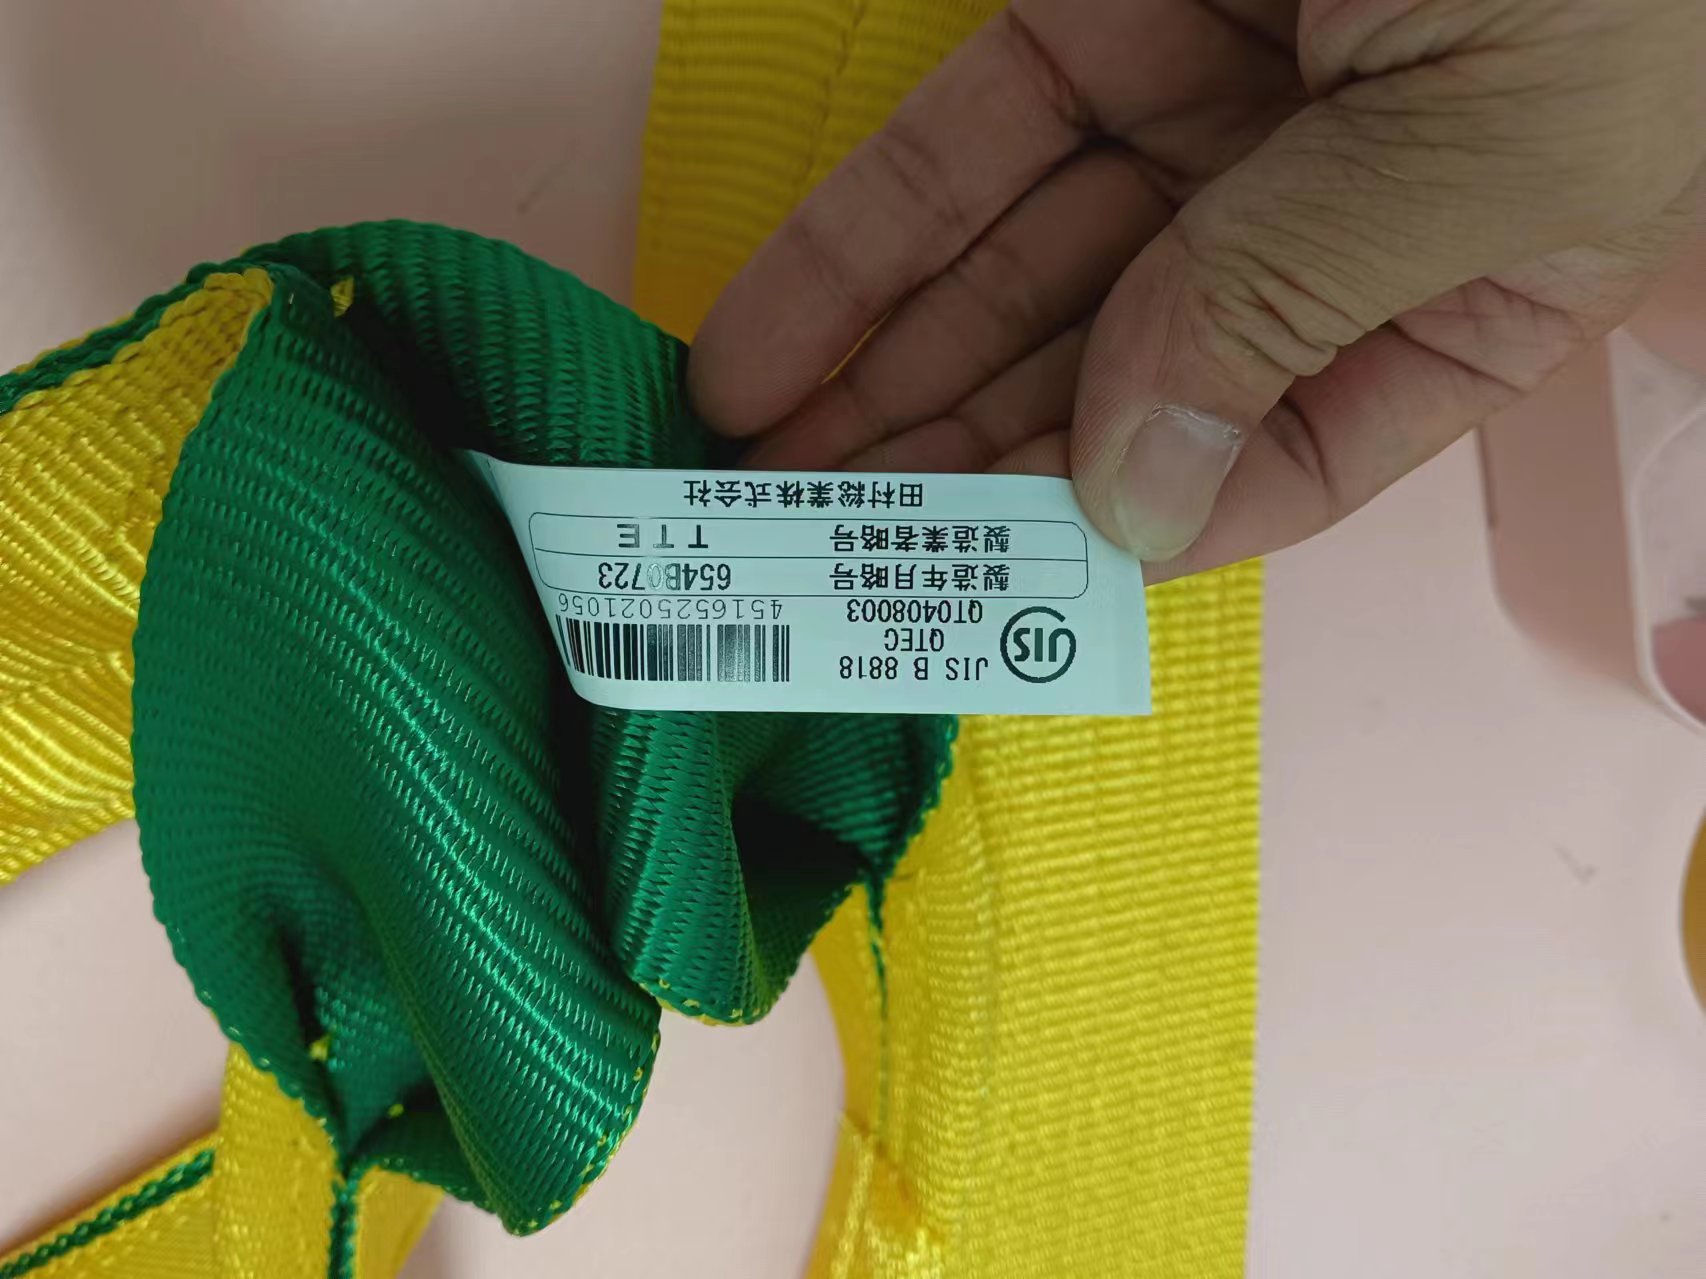 JIS
JIS B 8818
QTEC
QT0408003
4516525021056
製造年月略号 654B0723
製造業者略号 TTE
田村総業株式会社